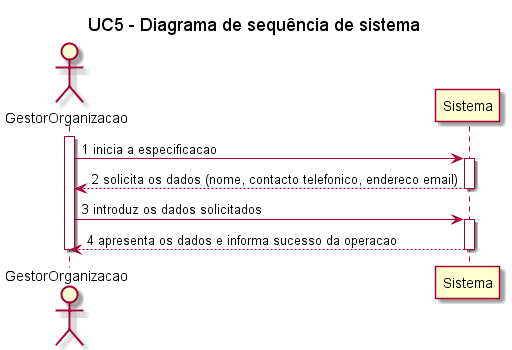 UC5 - Diagrama de sequência de sistema
GestorOrganizacao
Sistema
1 inicia a especificacao
2 solicita os dados (nome, contacto telefonico, endereco email)
3 introduz os dados solicitados
4 apresenta os dados e informa sucesso da operacao
GestorOrganizacao
Sistema